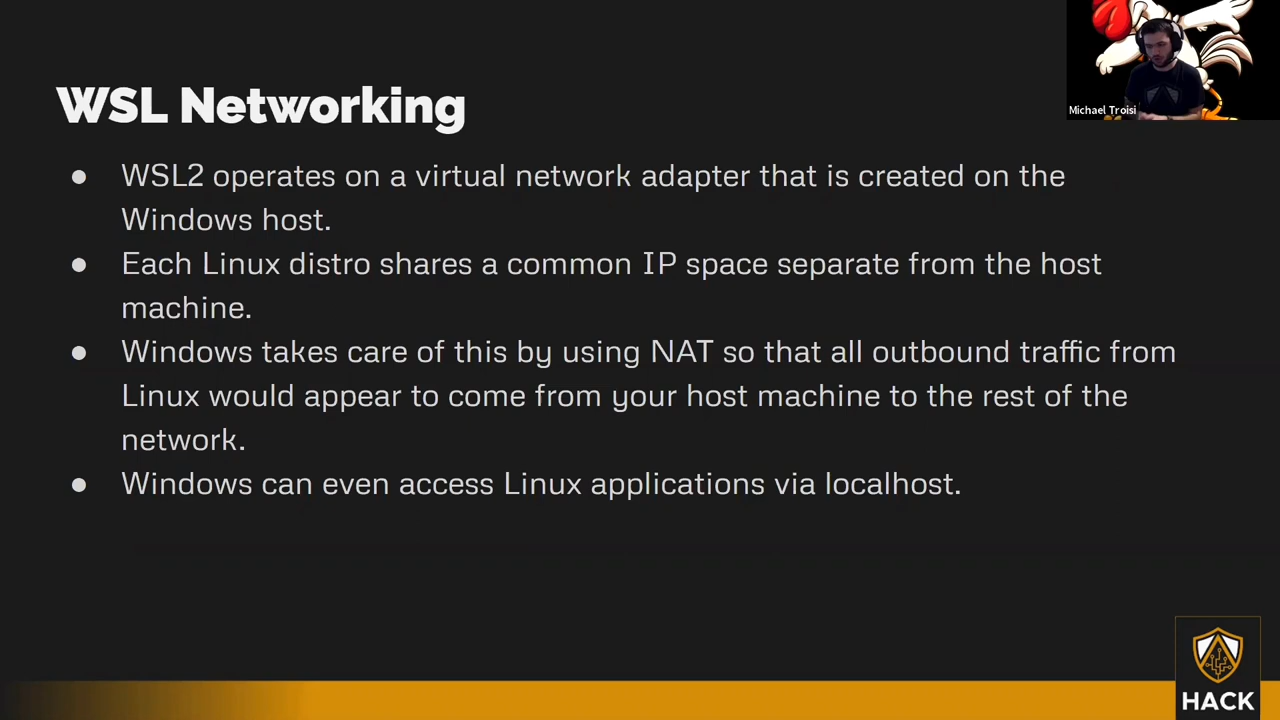 WSL Networking
Michael Troisi
● WSL2 operates on a virtual network adapter that is created on the
Windows host.
● Each Linux distro shares a common IP space separate from the host
machine.
● Windows takes care of this by using NAT so that all outbound traffic from
Linux would appear to come from your host machine to the rest of the
network.
● Windows can even access Linux applications via localhost.
HACK